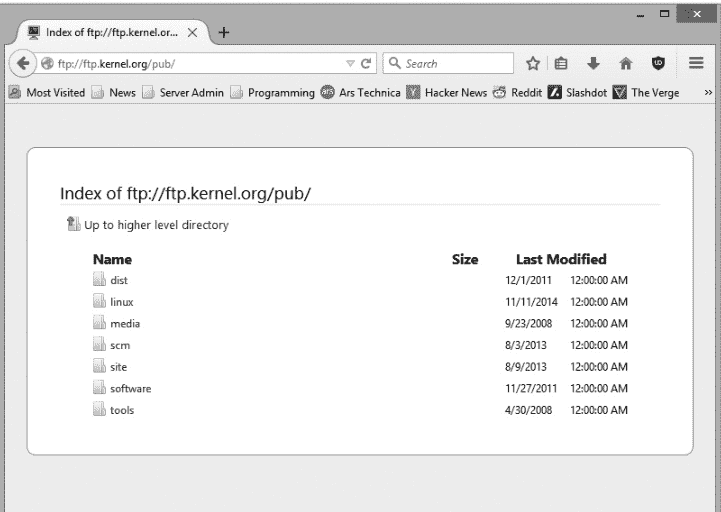 Index of ftp://ftp.kernel.or...
ftp://ftp.kernel.org/pub/
Search
Most Visited News Server Admin Programming ars Ars Technica Y Hacker News Reddit Slashdot The Verge »
Index of ftp://ftp.kernel.org/pub/
Up to higher level directory
Name Size Last Modified
dist 12/1/2011 12:00:00 AM
linux 11/11/2014 12:00:00 AM
media 9/23/2008 12:00:00 AM
scm 8/3/2013 12:00:00 AM
site 8/9/2013 12:00:00 AM
software 11/27/2011 12:00:00 AM
tools 4/30/2008 12:00:00 AM